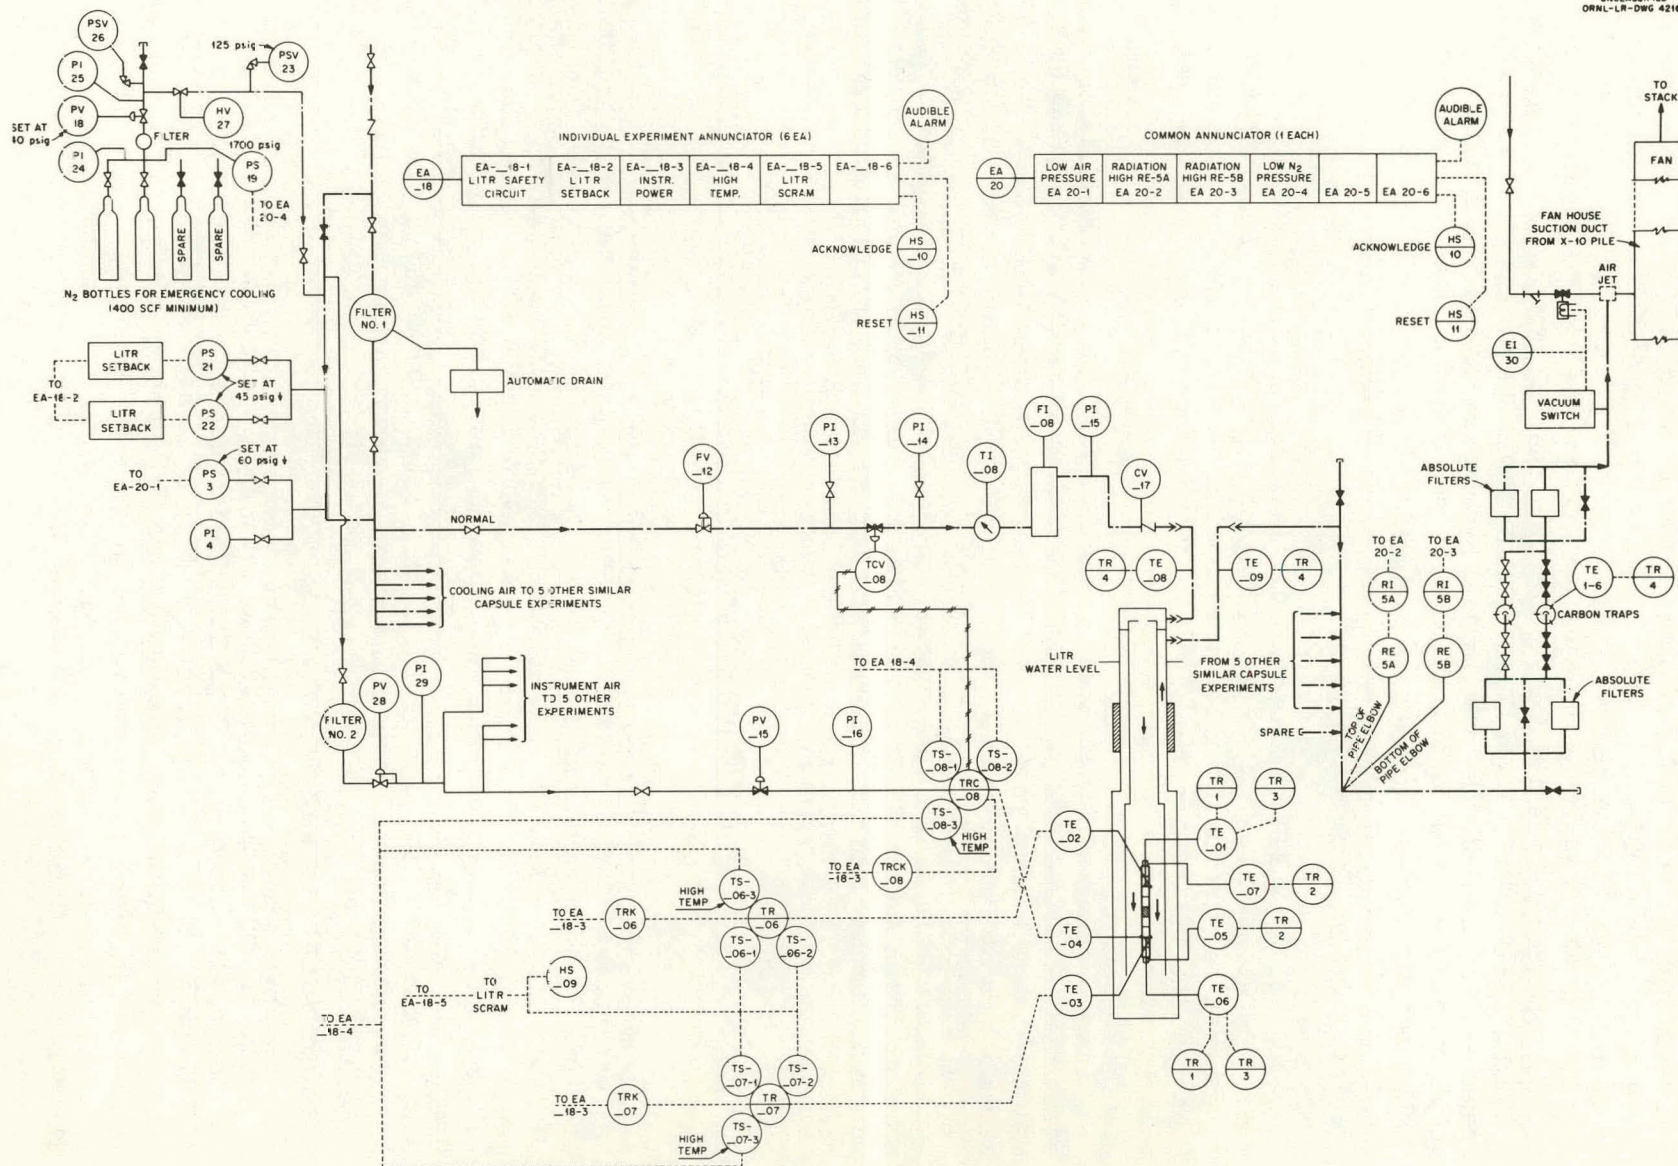 ORNL-LR-DWG
PSV
26
125 psig
PSV
23
PI
25
PV
18
HV
27
SET AT
FILTER
1700 psig
PI
24
PS
19
TO EA
20-4
SPARE
SPARE
N₂ BOTTLES FOR EMERGENCY COOLING
(400 SCF MINIMUM)
INDIVIDUAL EXPERIMENT ANNUNCIATOR (6 EA)
AUDIBLE
ALARM
EA
_18
EA-__18-1
LITR SAFETY
CIRCUIT
EA-__18-2
LITR
SETBACK
EA-__18-3
INSTR.
POWER
EA-__18-4
HIGH
TEMP.
EA-__18-5
LITR
SCRAM
EA-__18-6
ACKNOWLEDGE
HS
_10
RESET
HS
_11
COMMON ANNUNCIATOR (1 EACH)
AUDIBLE
ALARM
EA
20
LOW AIR
PRESSURE
EA 20-1
RADIATION
HIGH RE-5A
EA 20-2
RADIATION
HIGH RE-5B
EA 20-3
LOW N₂
PRESSURE
EA 20-4
EA 20-5
EA 20-6
ACKNOWLEDGE
HS
10
RESET
HS
11
TO
STACK
FAN
FAN HOUSE
SUCTION DUCT
FROM X-10 PILE
AIR
JET
EI
30
VACUUM
SWITCH
FILTER
NO. 1
AUTOMATIC DRAIN
LITR
SETBACK
PS
21
TO
EA-18-2
SET AT
45 psig ↓
LITR
SETBACK
PS
22
SET AT
60 psig ↓
TO
EA-20-1
PS
3
PI
4
NORMAL
FV
_12
PI
_13
PI
_14
TI
_08
FI
_08
PI
_15
CV
_17
TCV
_08
COOLING AIR TO 5 OTHER SIMILAR
CAPSULE EXPERIMENTS
TR
4
TE
_08
TE
_09
TR
4
ABSOLUTE
FILTERS
TO EA
20-2
TO EA
20-3
RI
5A
RI
5B
TE
1-6
TR
4
CARBON TRAPS
RE
5A
RE
5B
ABSOLUTE
FILTERS
LITR
WATER LEVEL
FROM 5 OTHER
SIMILAR CAPSULE
EXPERIMENTS
SPARE
TOP OF
PIPE ELBOW
BOTTOM OF
PIPE ELBOW
FILTER
NO. 2
PV
28
PI
29
INSTRUMENT AIR
TO 5 OTHER
EXPERIMENTS
PV
_15
PI
_16
TO EA 18-4
TS-
_08-1
TS-
_08-2
TRC
_08
TS-
_08-3
HIGH
TEMP
TO EA
-18-3
TRCK
_08
TE
_02
TR
1
TR
3
TE
_01
TE
_07
TR
2
TE
-04
TE
_05
TR
2
TE
-03
TE
_06
TR
1
TR
3
HIGH
TEMP
TS-
_06-3
TO EA
_18-3
TRK
_06
TR
_06
TS-
_06-1
TS-
_06-2
HS
_09
TO
EA-18-5
TO
LITR
SCRAM
TO EA
_18-4
TS-
_07-1
TS-
_07-2
TO EA
_18-3
TRK
_07
TR
_07
HIGH
TEMP
TS-
_07-3